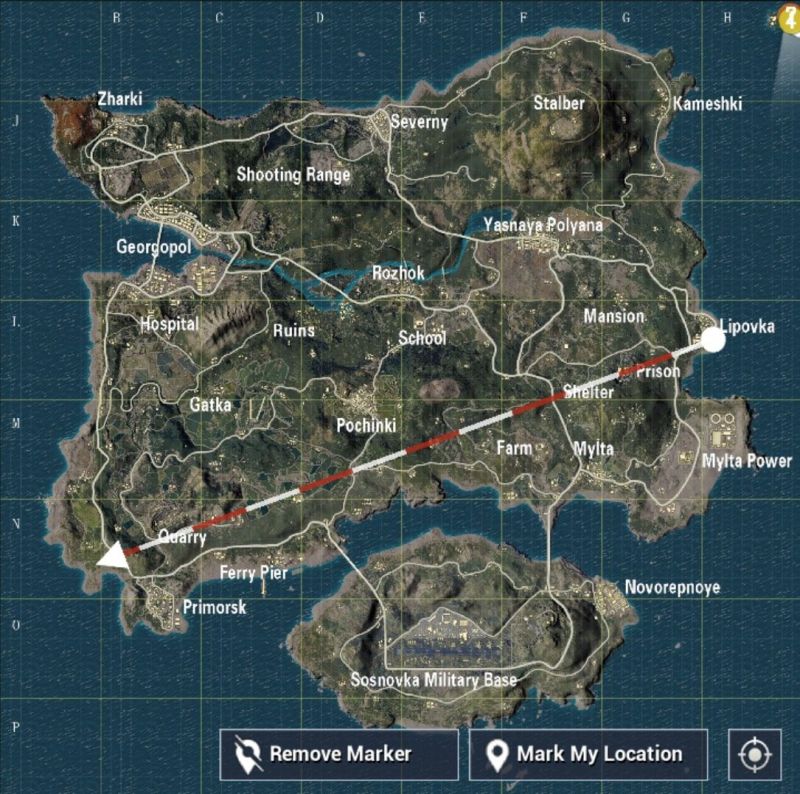 B C D E F G H
7
Zharki
Stalber
Kameshki
J
Severny
Shooting Range
K
Yasnaya Polyana
Georgopol
Rozhok
I
Mansion
Lipovka
Hospital
Ruins
School
Prison
Shelter
Gatka
M
Pochinki
Farm
Mylta
Mylta Power
N
Quarry
Ferry Pier
Novorepnoye
Primorsk
O
Sosnovka Military Base
P
Remove Marker
Mark My Location